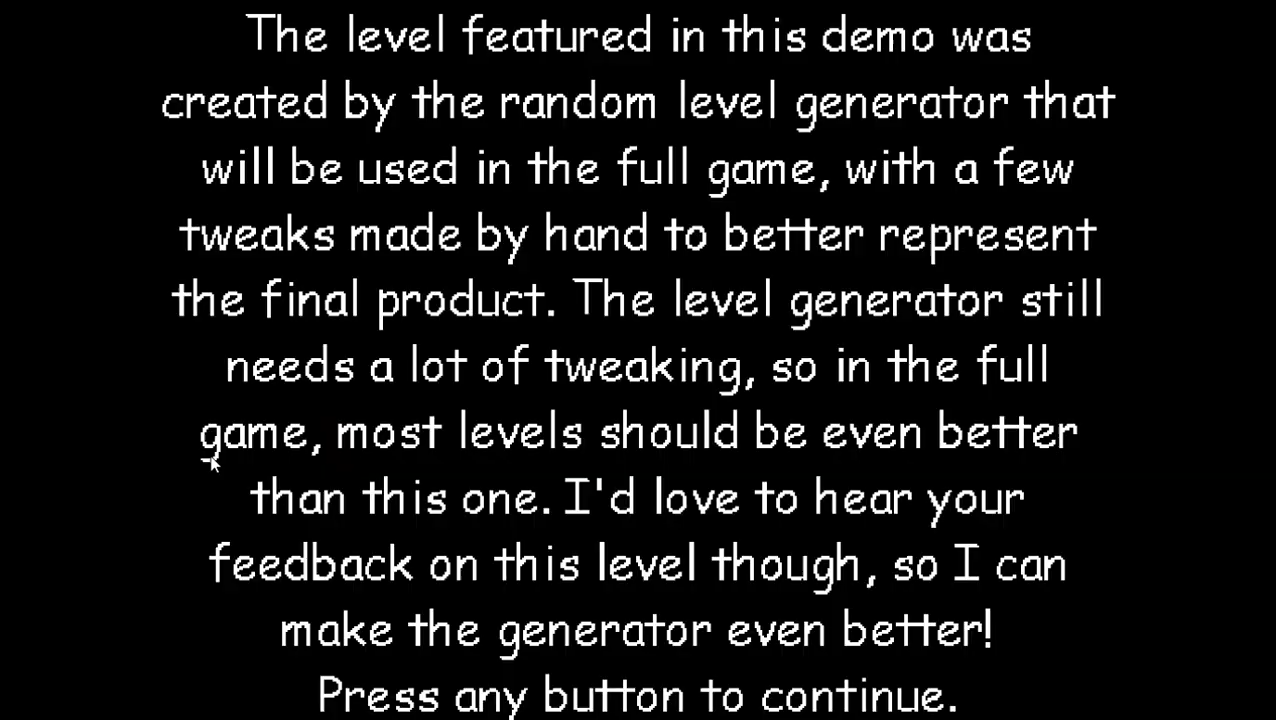 The level featured in this demo was
created by the random level generator that
will be used in the full game, with a few
tweaks made by hand to better represent
the final product. The level generator still
needs a lot of tweaking, so in the full
game, most levels should be even better
than this one. I'd love to hear your
feedback on this level though, so I can
make the generator even better!
Press any button to continue.